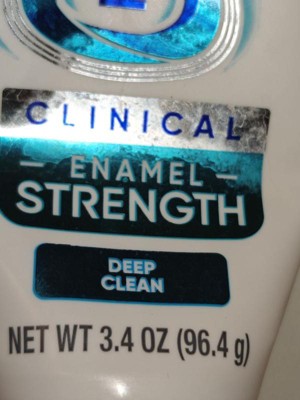 CLINICAL
— ENAMEL —
STRENGTH
DEEP
CLEAN
NET WT 3.4 OZ (96.4 g)